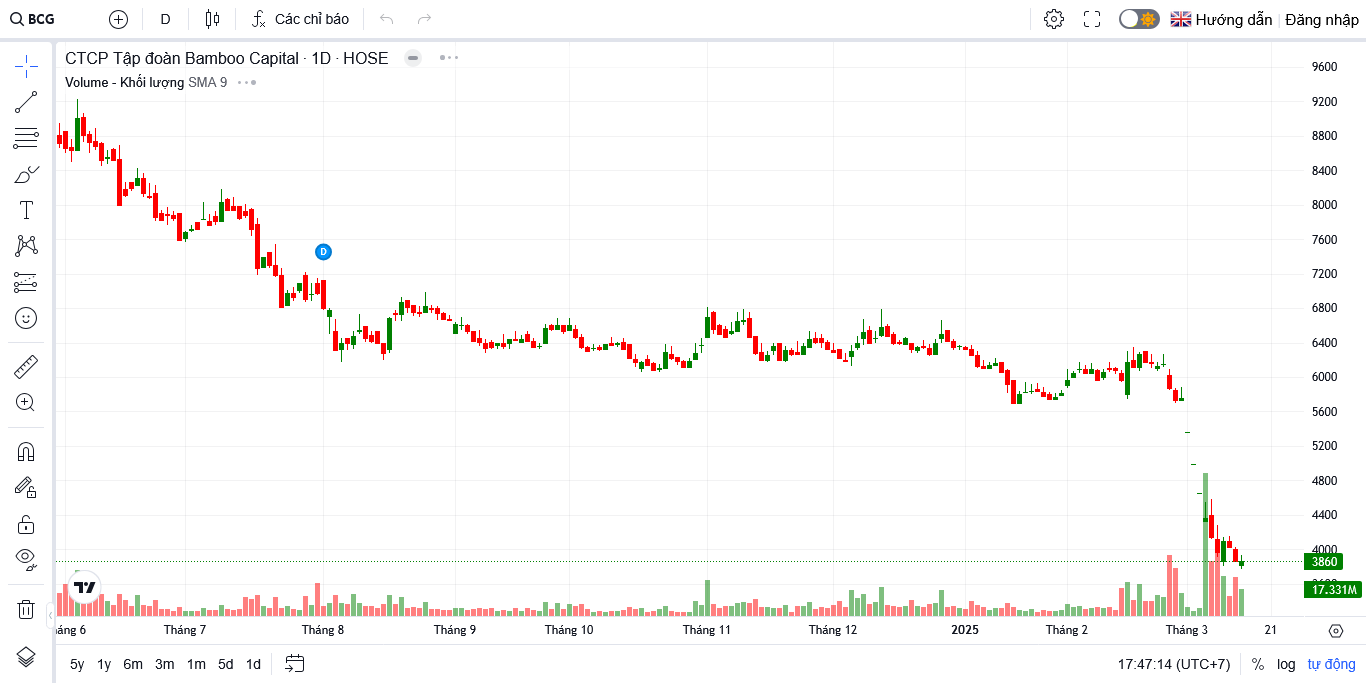 BCG D Các chỉ báo Hướng dẫn Đăng nhập
CTCP Tập đoàn Bamboo Capital · 1D · HOSE
Volume - Khối lượng SMA 9
D
9600
9200
8800
8400
8000
7600
7200
6800
6400
6000
5600
5200
4800
4400
4000
3860
17.331M
áng 6 Tháng 7 Tháng 8 Tháng 9 Tháng 10 Tháng 11 Tháng 12 2025 Tháng 2 Tháng 3 21
5y 1y 6m 3m 1m 5d 1d 17:47:14 (UTC+7) % log tự động